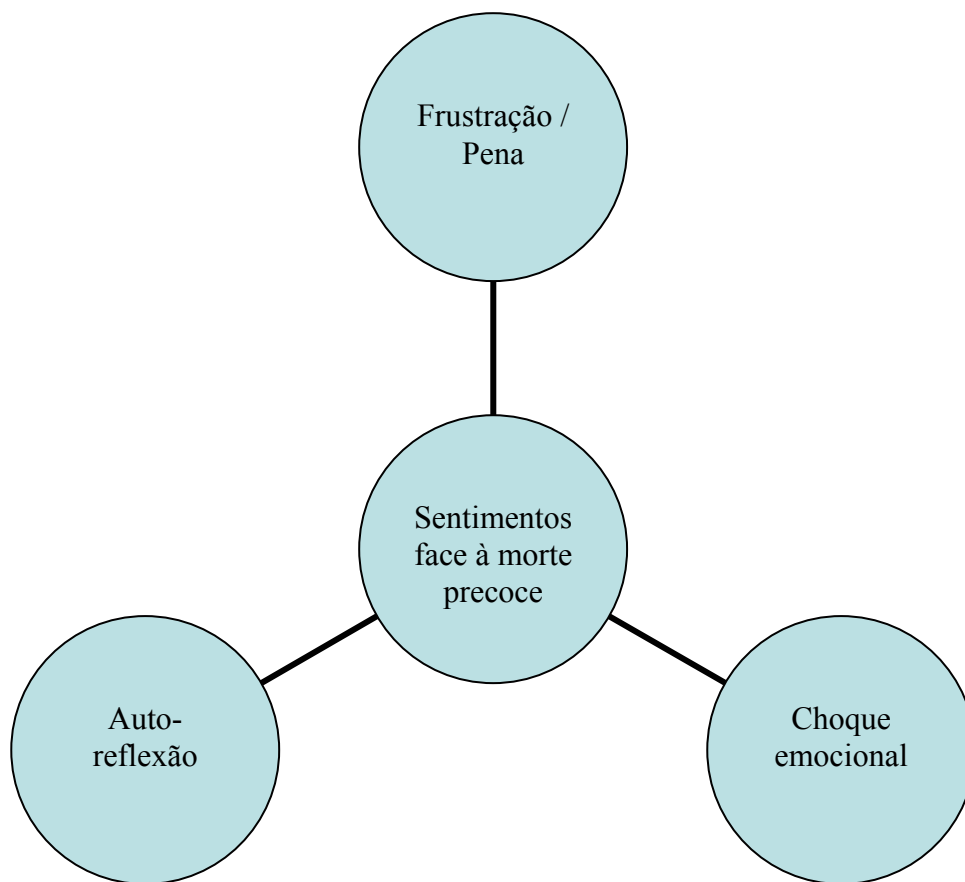 Frustração /
Pena
Sentimentos
face à morte
precoce
Auto-
reflexão
Choque
emocional